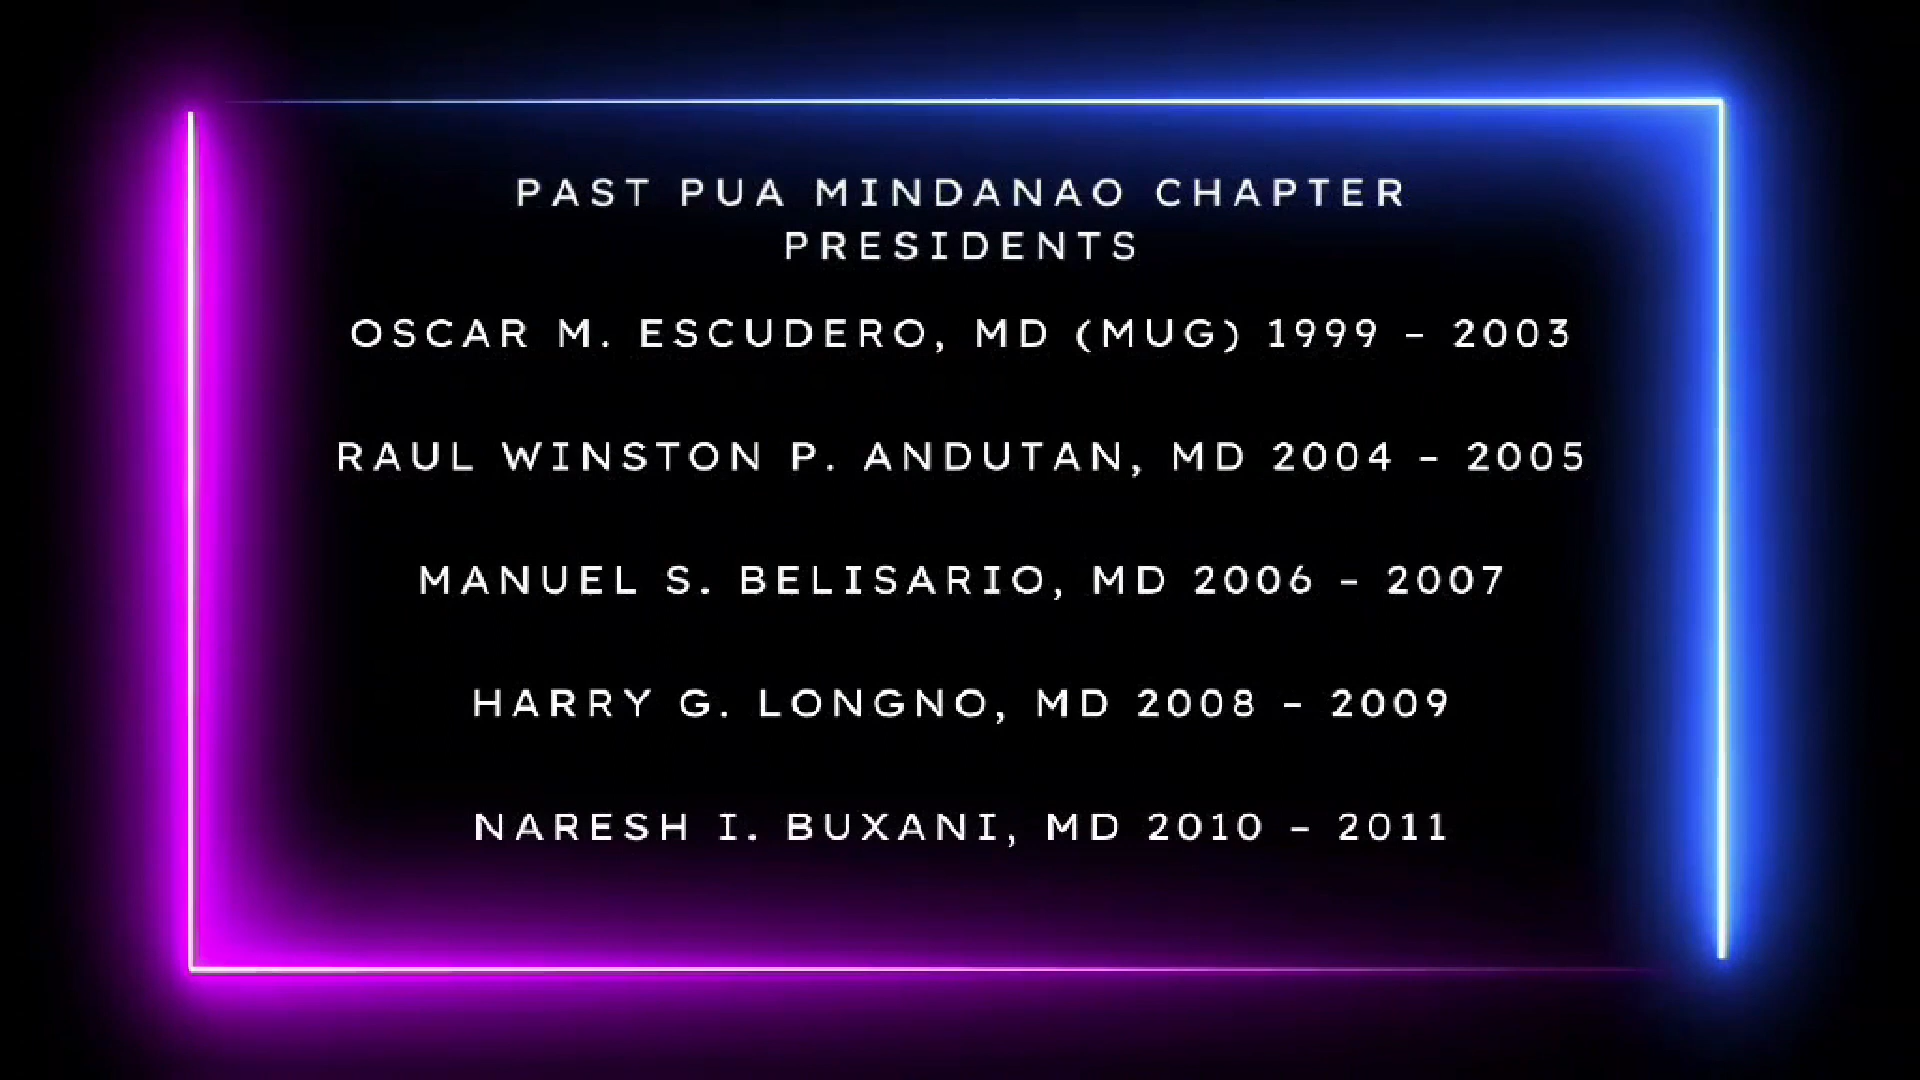 PAST PUA MINDANAO CHAPTER
PRESIDENTS
OSCAR M. ESCUDERO, MD (MUG) 1999 – 2003
RAUL WINSTON P. ANDUTAN, MD 2004 – 2005
MANUEL S. BELISARIO, MD 2006 – 2007
HARRY G. LONGNO, MD 2008 – 2009
NARESH I. BUXANI, MD 2010 – 2011